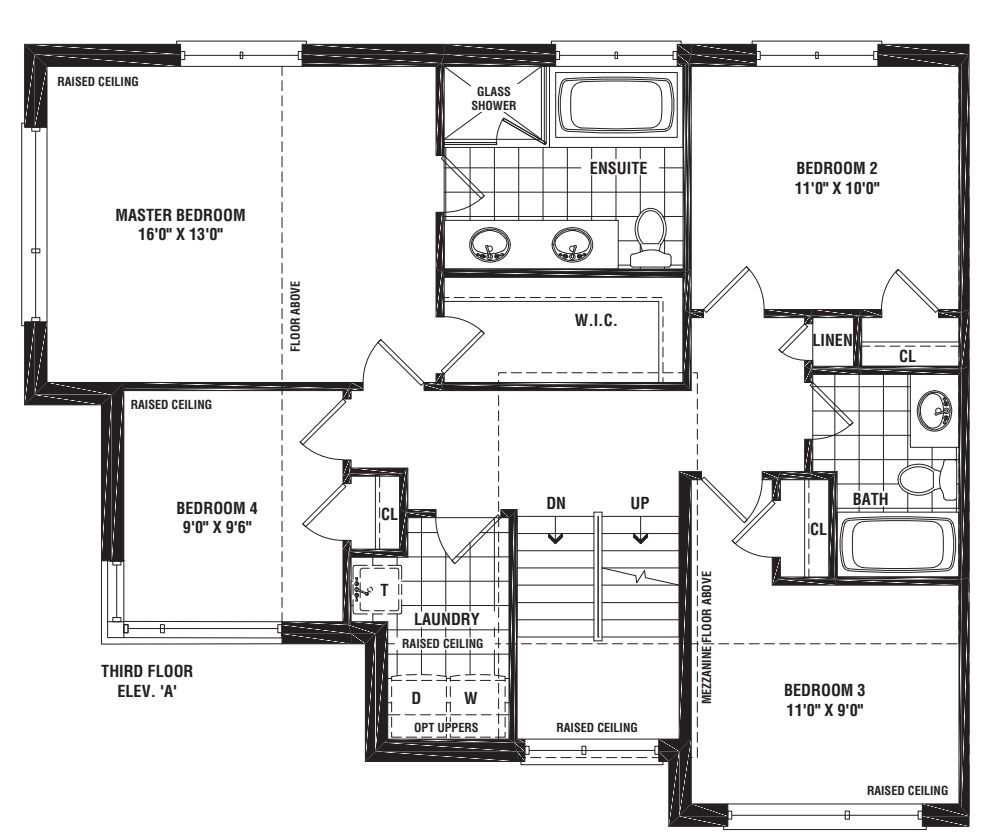 RAISED CEILING
GLASS
SHOWER
ENSUITE
BEDROOM 2
11'0" X 10'0"
MASTER BEDROOM
16'0" X 13'0"
FLOOR ABOVE
W.I.C.
LINEN
CL
RAISED CEILING
BEDROOM 4
9'0" X 9'6"
CL
DN
UP
BATH
CL
T
LAUNDRY
RAISED CEILING
MEZZANINE FLOOR ABOVE
THIRD FLOOR
ELEV. 'A'
D
W
OPT UPPERS
RAISED CEILING
BEDROOM 3
11'0" X 9'0"
RAISED CEILING